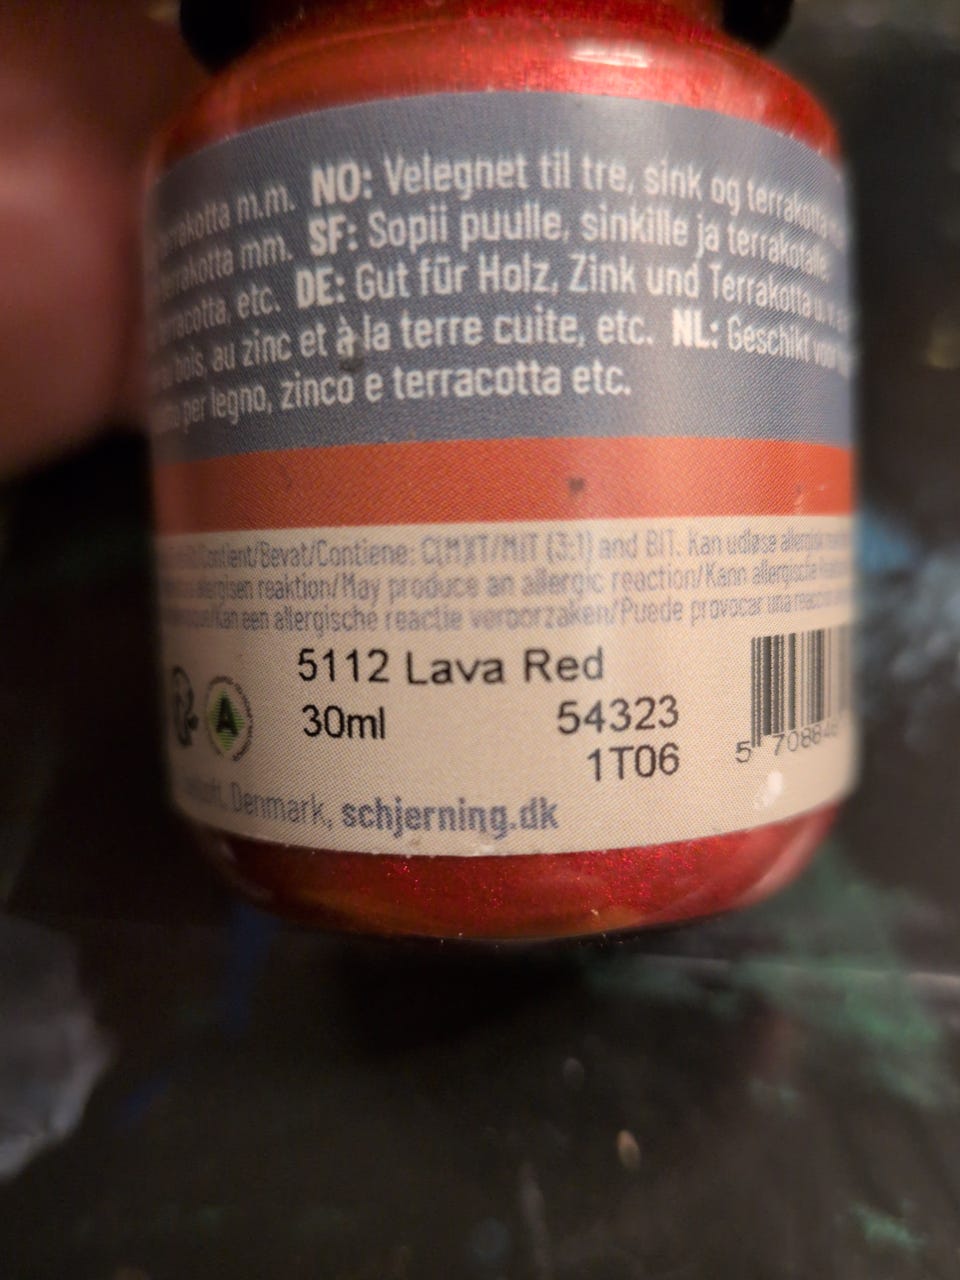 terrakotta m.m. NO: Velegnet til tre, sink og terrakotta
terrakotta mm. SF: Sopii puulle, sinkille ja terrakotalle
terracotta, etc. DE: Gut für Holz, Zink und Terrakotta
bois, au zinc et à la terre cuite, etc. NL: Geschikt voor
per legno, zinco e terracotta etc.
Contient/Bevat/Contiene: C(M)IT/MIT (3:1) and BIT. Kan udløse allergisk
allergisen reaktion/May produce an allergic reaction/Kann allergische
Kan een allergische reactie veroorzaken/Puede provocar una
5112 Lava Red
A
30ml 54323
1T06
5 708846
Denmark, schjerning.dk